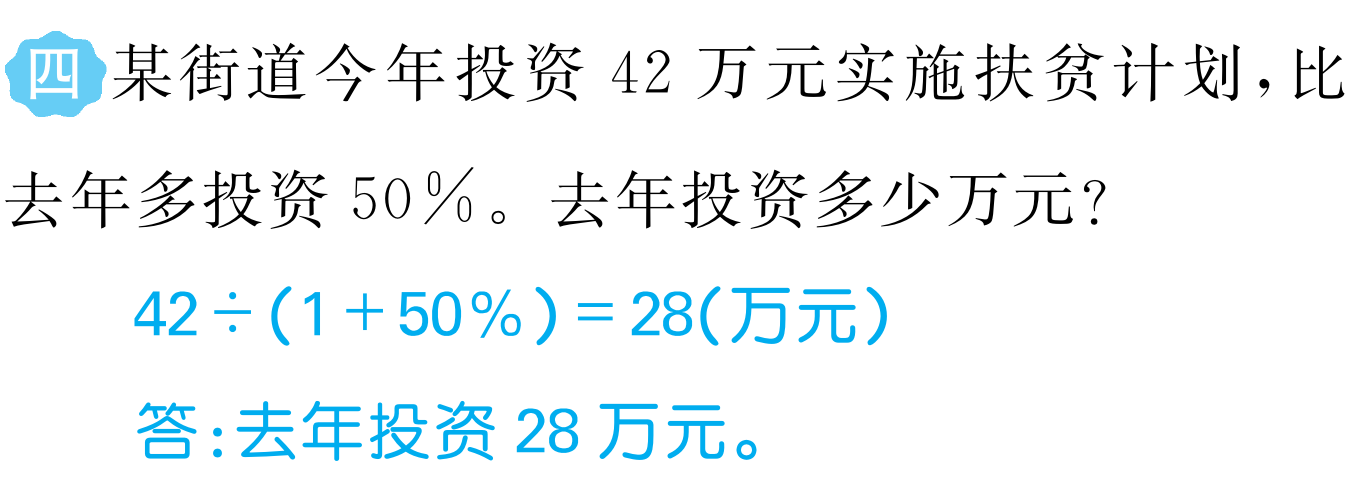 四 某街道今年投资 42 万元实施扶贫计划，比
去年多投资 50%。去年投资多少万元？
42÷(1+50%)=28(万元)
答：去年投资 28 万元。